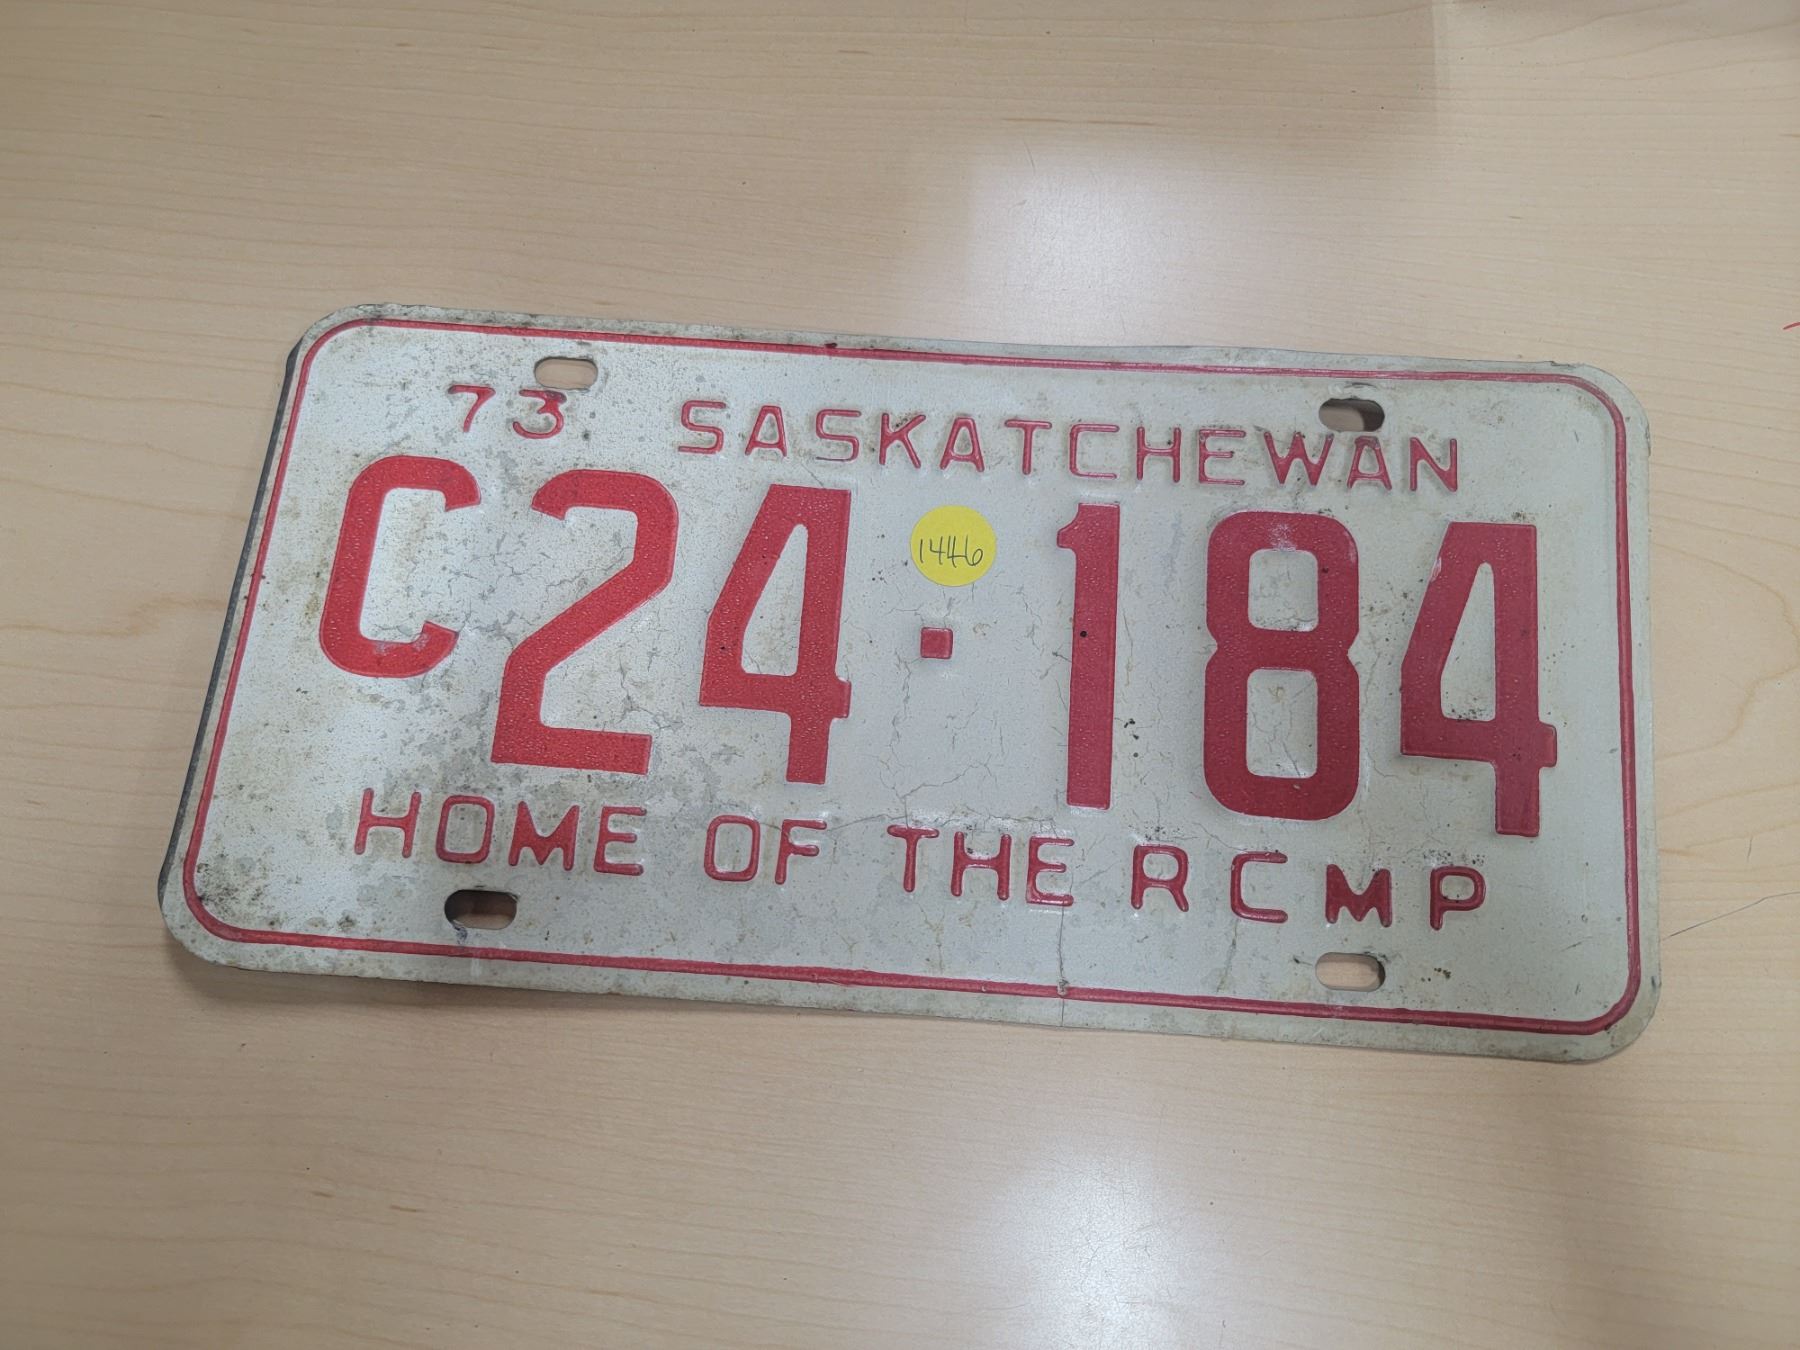 73 SASKATCHEWAN
1446
C24·184
HOME OF THE RCMP